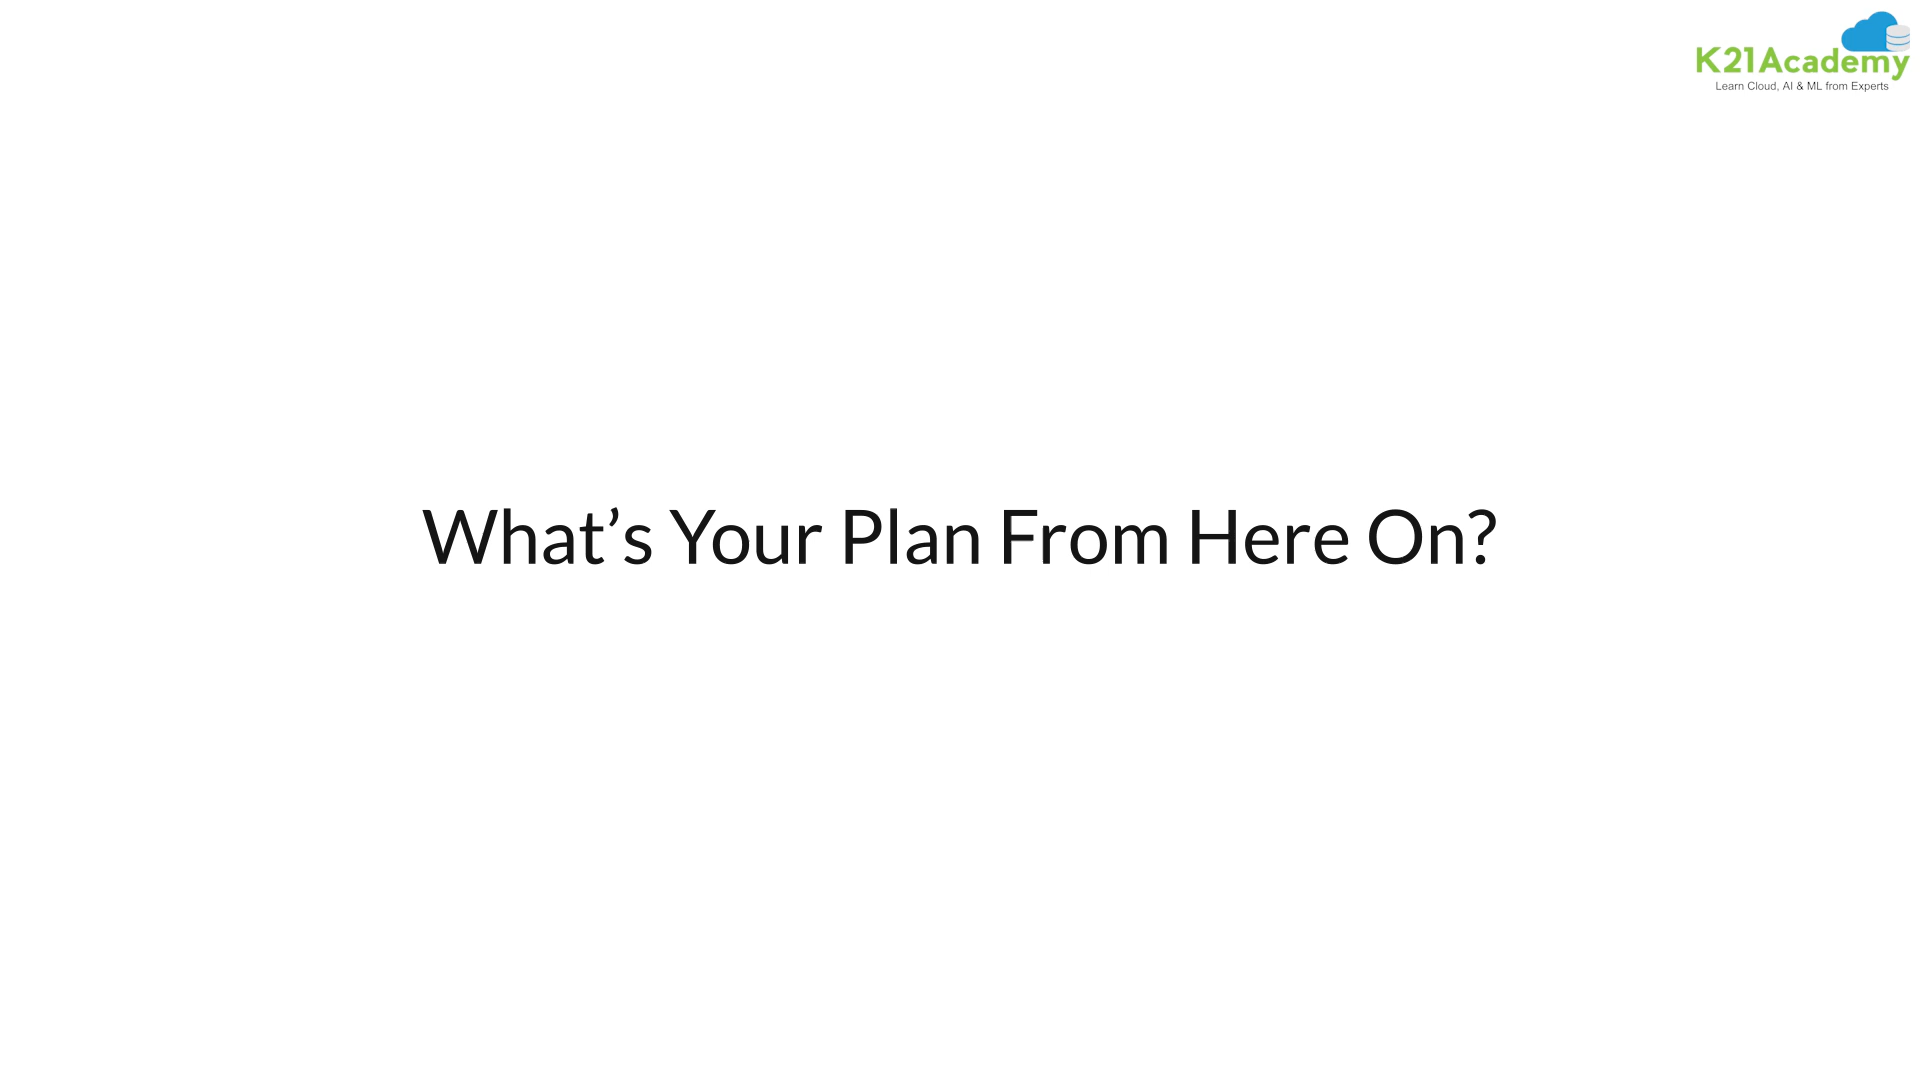 K21Academy
Learn Cloud, AI & ML from Experts
What’s Your Plan From Here On?